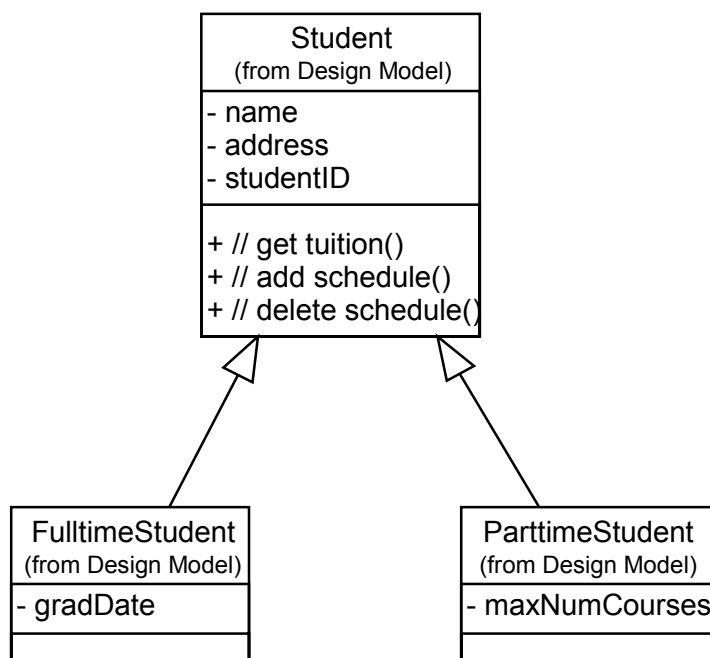 Student
(from Design Model)
- name
- address
- studentID
+ // get tuition()
+ // add schedule()
+ // delete schedule()
FulltimeStudent
(from Design Model)
- gradDate
ParttimeStudent
(from Design Model)
- maxNumCourses